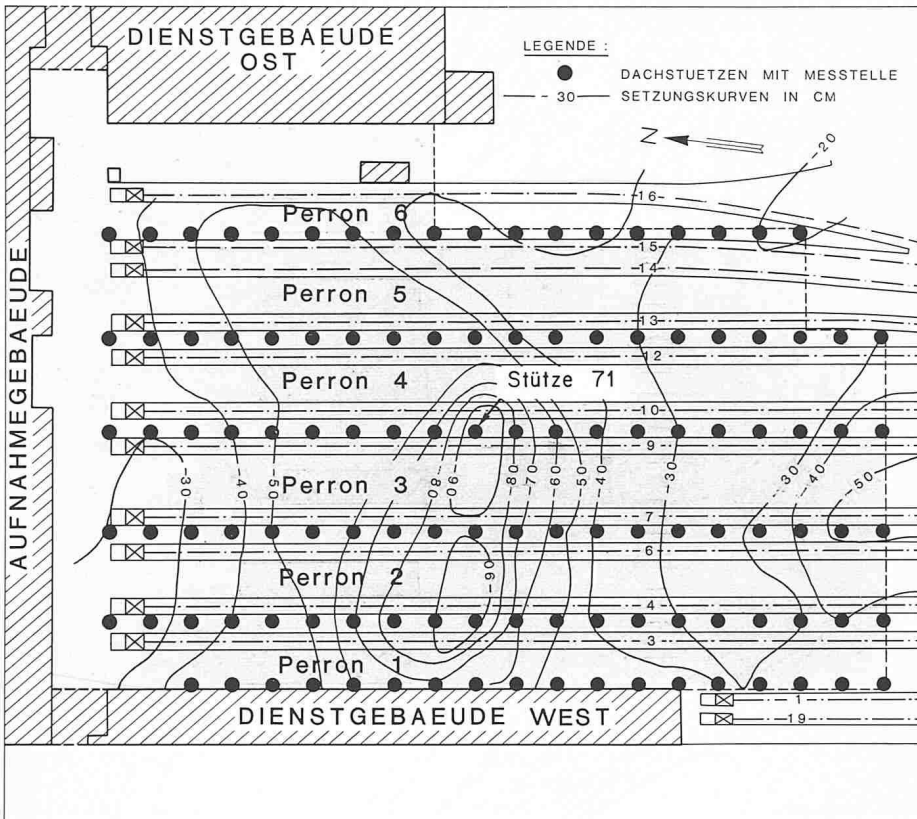 DIENSTGEBAEUDE
OST
LEGENDE :
DACHSTUETZEN MIT MESSTELLE
30 SETZUNGSKURVEN IN CM
N
20
AUFNAHMEGEBAEUDE
16
Perron 6
15
14
Perron 5
13
12
Perron 4
Stütze 71
10
9
30
40
50
Perron 3
80
90
80
70
60
50
40
30
30
40
50
7
6
Perron 2
90
4
3
Perron 1
DIENSTGEBAEUDE WEST
1
19